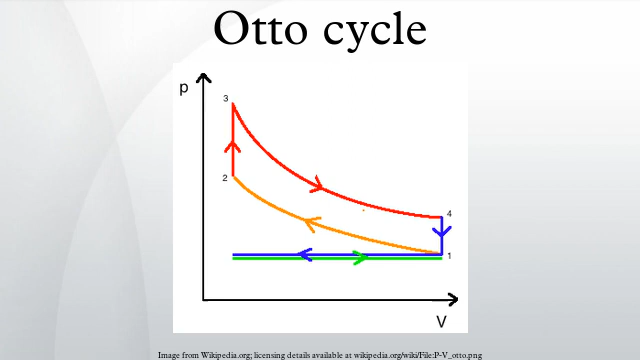 Otto cycle
p
3
2
4
1
V
Image from Wikipedia.org; licensing details available at wikipedia.org/wiki/File:P-V_otto.png